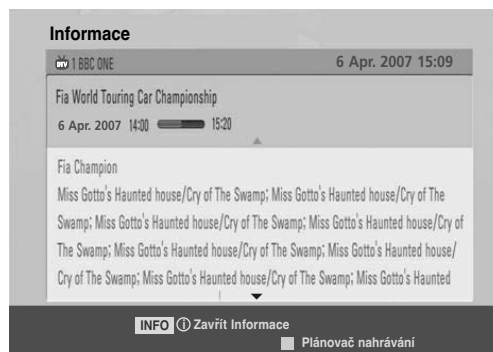 Informace
DTV 1 BBC ONE 6 Apr. 2007 15:09
Fia World Touring Car Championship
6 Apr. 2007 14:00 15:20
Fia Champion
Miss Gotto's Haunted house/Cry of The Swamp; Miss Gotto's Haunted house/Cry of The
Swamp; Miss Gotto's Haunted house/Cry of The Swamp; Miss Gotto's Haunted house/Cry of
The Swamp; Miss Gotto's Haunted house/Cry of The Swamp; Miss Gotto's Haunted house/
Cry of The Swamp; Miss Gotto's Haunted house/Cry of The Swamp; Miss Gotto's Haunted
INFO ⓘ Zavřít Informace
Plánovač nahrávání